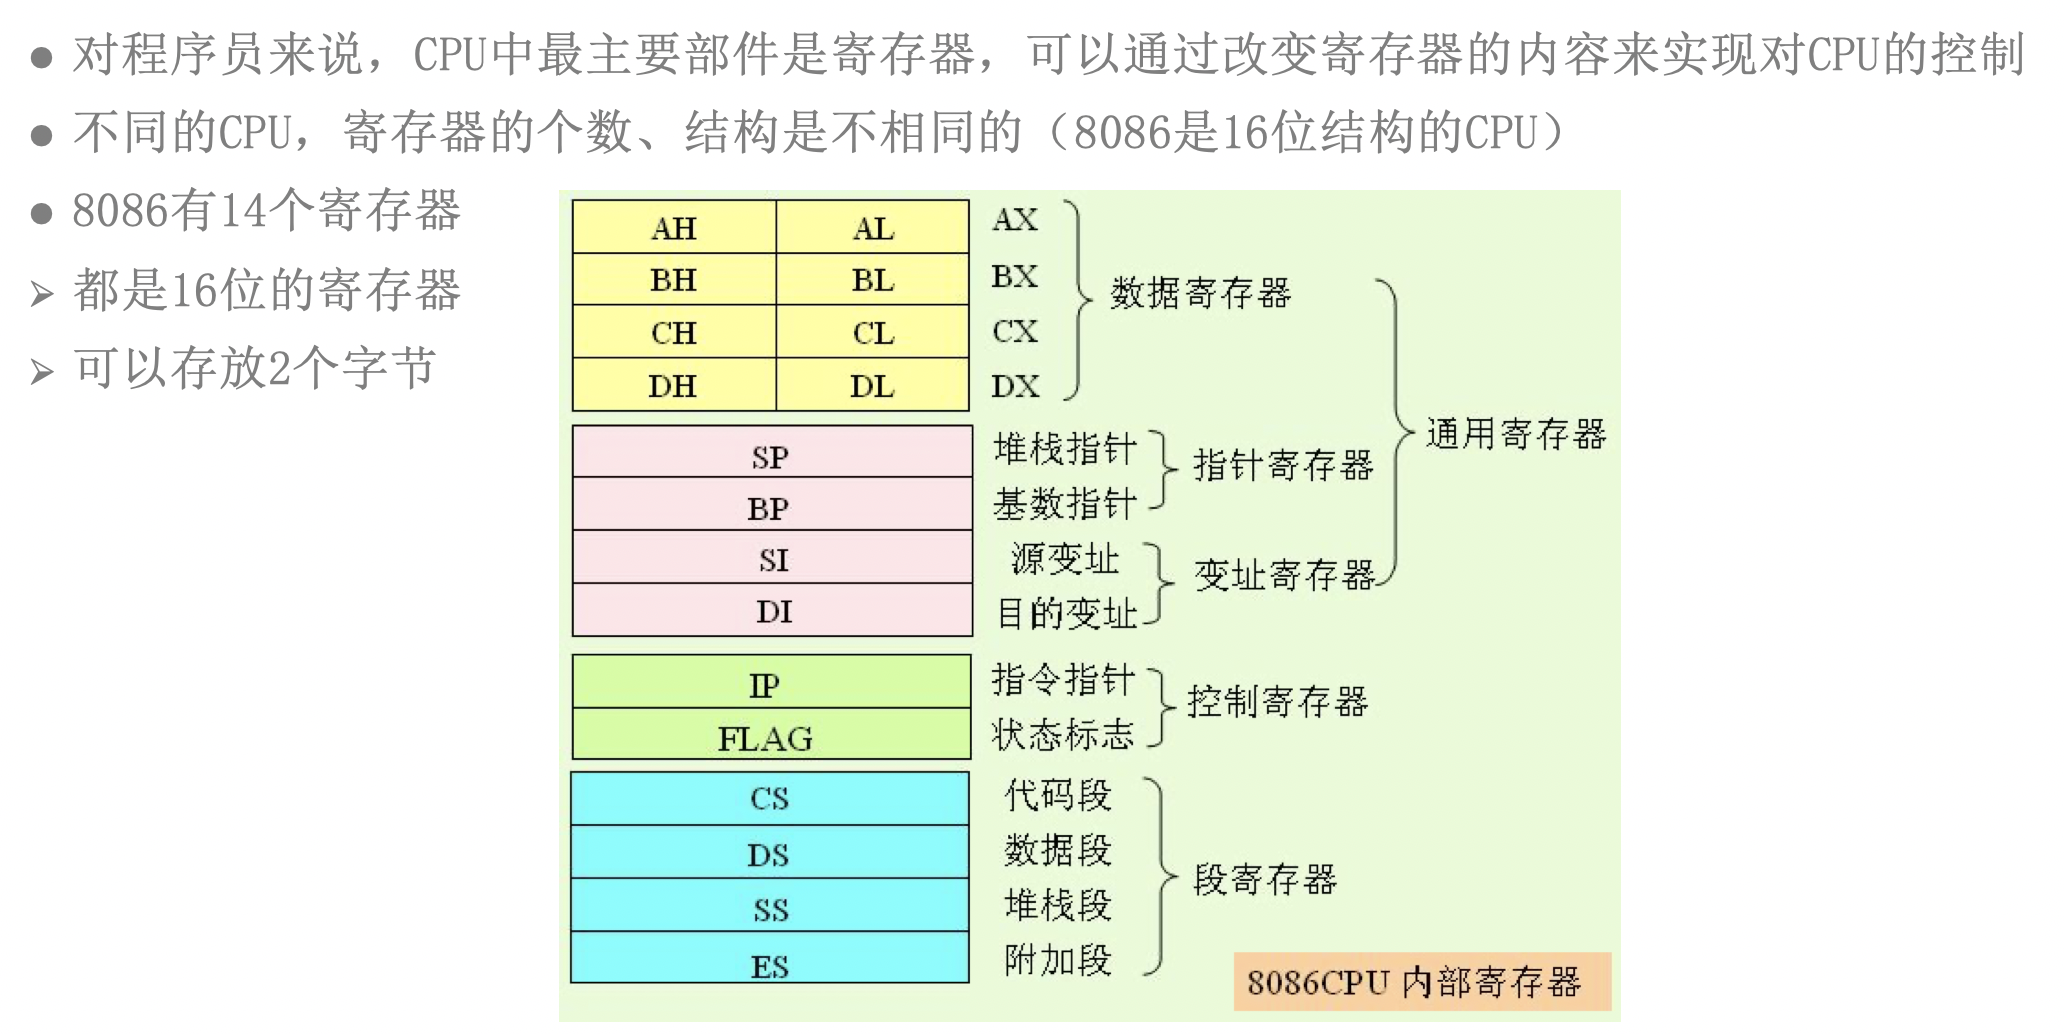 ● 对程序员来说，CPU中最主要部件是寄存器，可以通过改变寄存器的内容来实现对CPU的控制
● 不同的CPU，寄存器的个数、结构是不相同的（8086是16位结构的CPU）
● 8086有14个寄存器
➢ 都是16位的寄存器
➢ 可以存放2个字节
AH AL AX
BH BL BX
CH CL CX
DH DL DX
数据寄存器
SP 堆栈指针
BP 基数指针
指针寄存器
SI 源变址
DI 目的变址
变址寄存器
通用寄存器
IP 指令指针
FLAG 状态标志
控制寄存器
CS 代码段
DS 数据段
SS 堆栈段
ES 附加段
段寄存器
8086CPU 内部寄存器